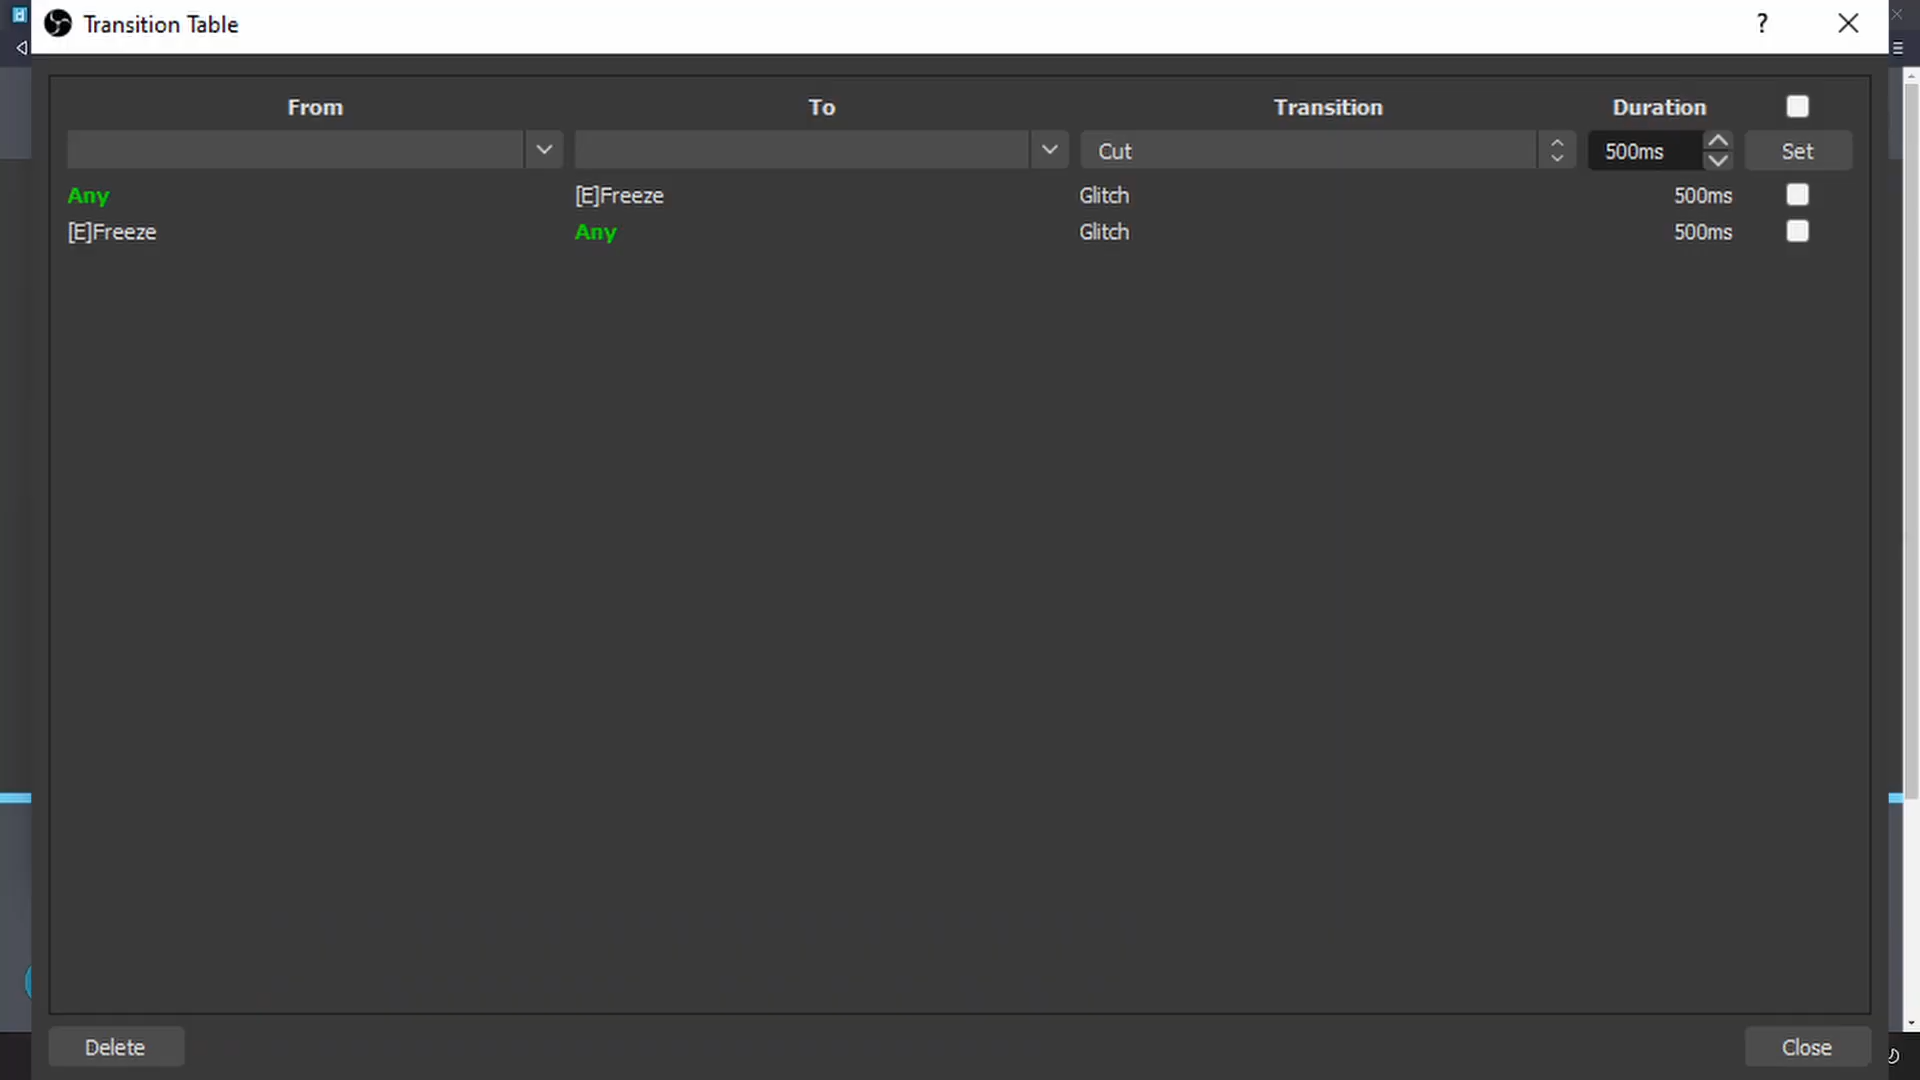 Transition Table
From To Transition Duration
Cut 500ms Set
Any [E]Freeze Glitch 500ms
[E]Freeze Any Glitch 500ms
Delete Close